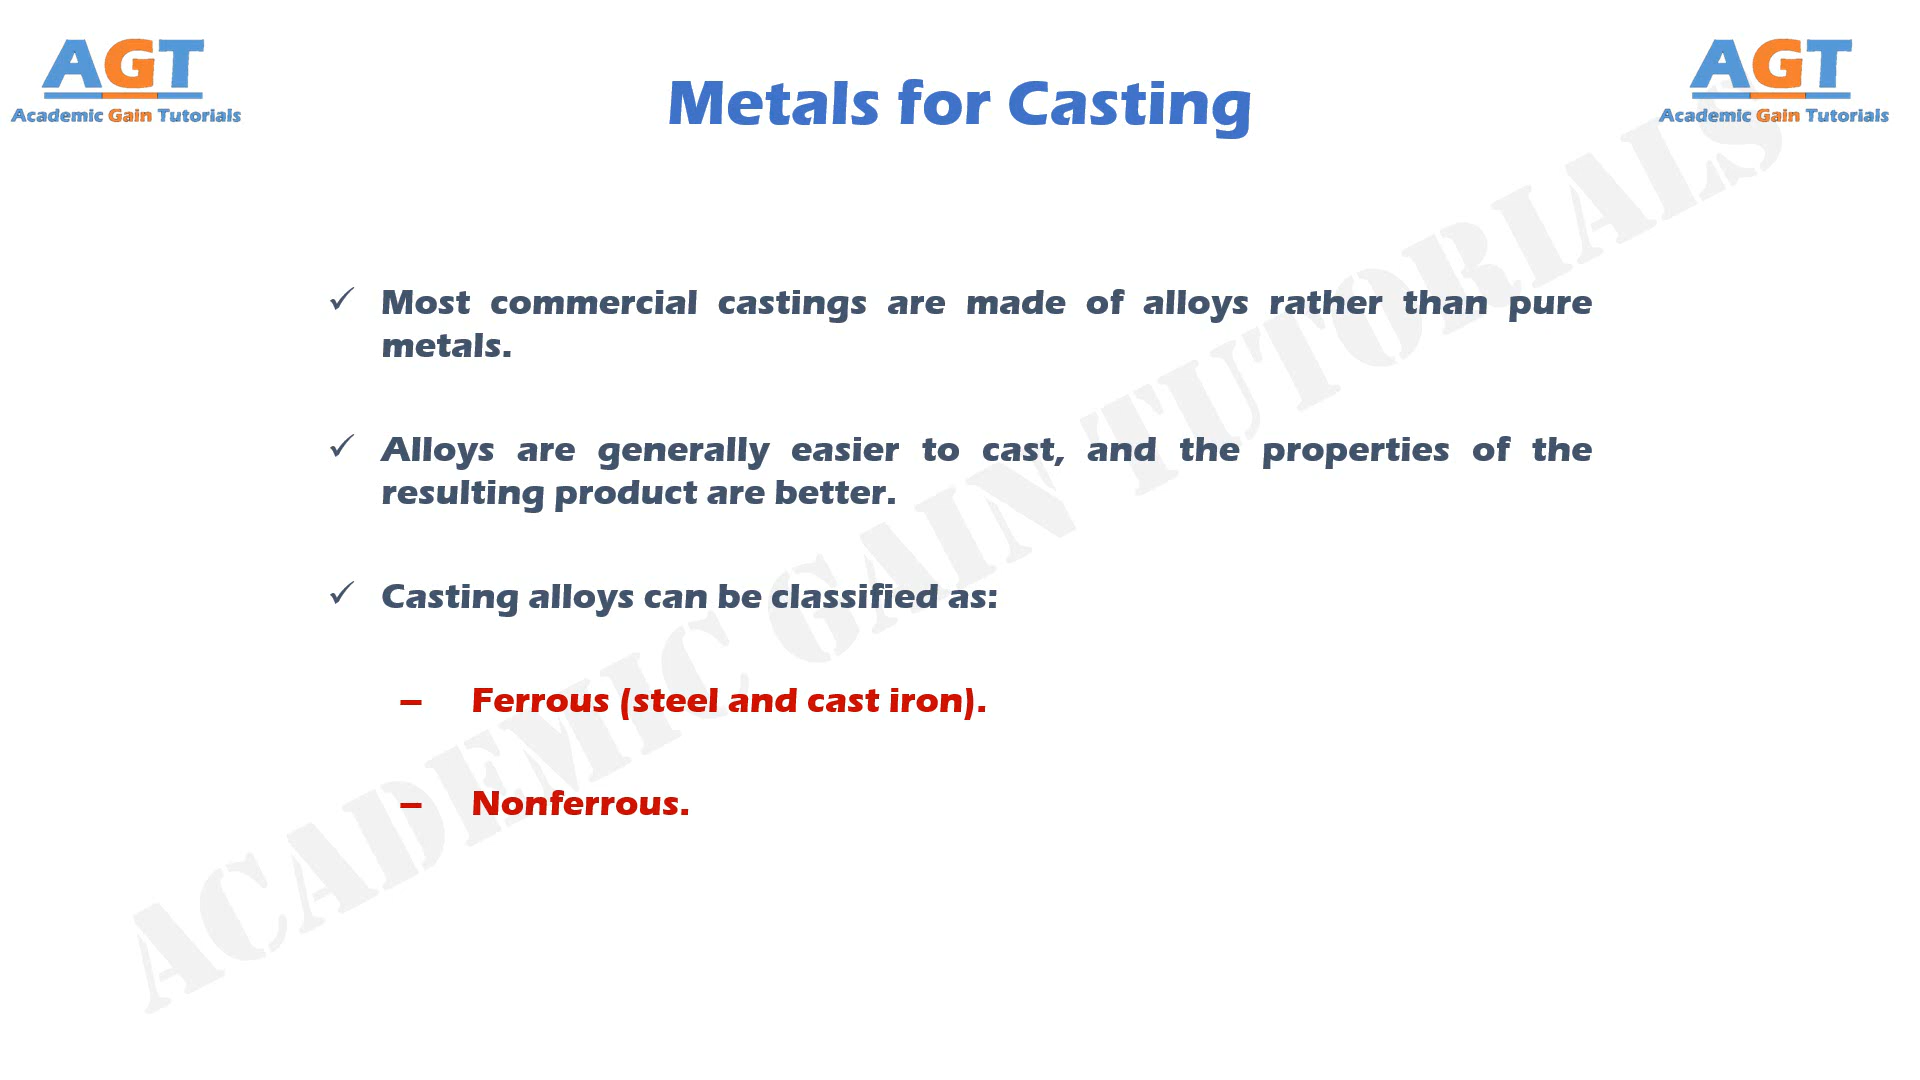 AGT
Academic Gain Tutorials
AGT
Academic Gain Tutorials
Metals for Casting
✓ Most commercial castings are made of alloys rather than pure
metals.
✓ Alloys are generally easier to cast, and the properties of the
resulting product are better.
✓ Casting alloys can be classified as:
– Ferrous (steel and cast iron).
– Nonferrous.
ACADEMIC GAIN TUTORIALS